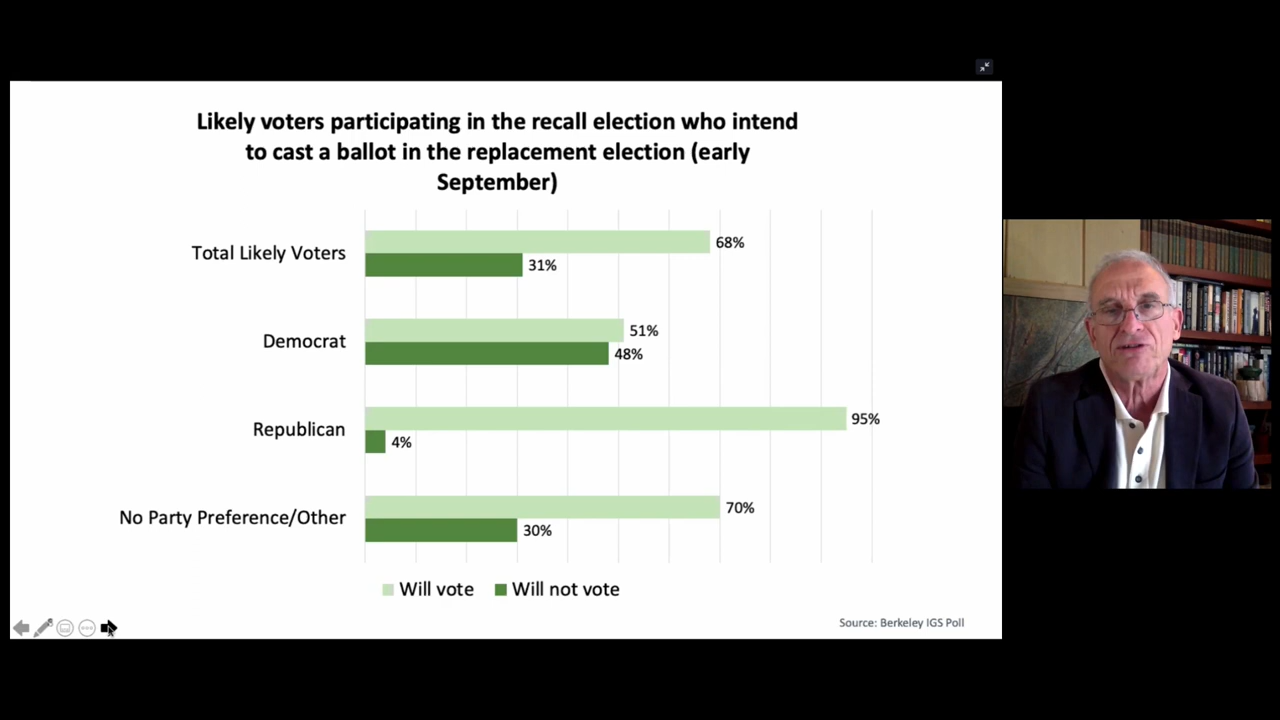 Likely voters participating in the recall election who intend
to cast a ballot in the replacement election (early
September)
Total Likely Voters
68%
31%
Democrat
51%
48%
Republican
95%
4%
No Party Preference/Other
70%
30%
Will vote
Will not vote
Source: Berkeley IGS Poll